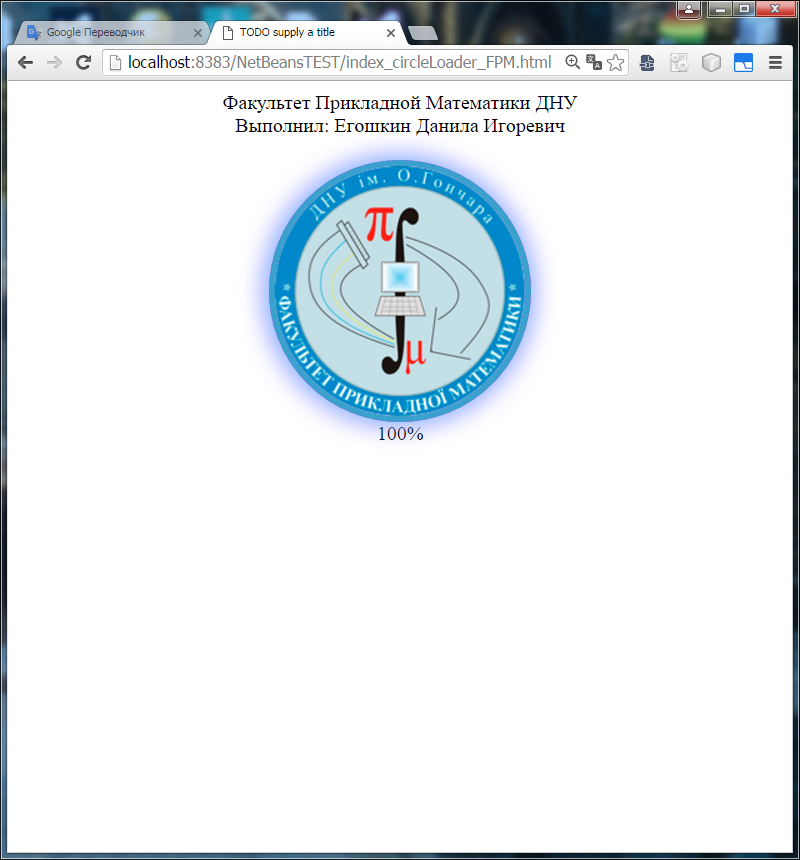 Google Переводчик
TODO supply a title
localhost:8383/NetBeansTEST/index_circleLoader_FPM.html
Факультет Прикладной Математики ДНУ
Выполнил: Егошкин Данила Игоревич
ДНУ ім. О.Гончара
π
μ
ФАКУЛЬТЕТ ПРИКЛАДНОЇ МАТЕМАТИКИ
100%